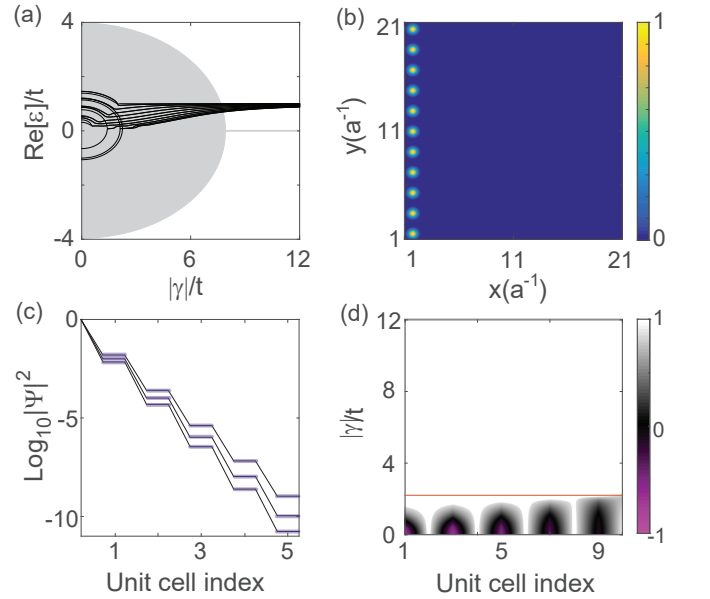 (a)
4
Re[ε]/t
0
-4
0
6
12
|γ|/t
(b)
21
y(a⁻¹)
11
1
1
11
21
x(a⁻¹)
1
0
(c)
0
Log₁₀|Ψ|²
-5
-10
1
3
5
Unit cell index
(d)
12
|γ|/t
8
4
0
1
5
9
Unit cell index
1
0
-1